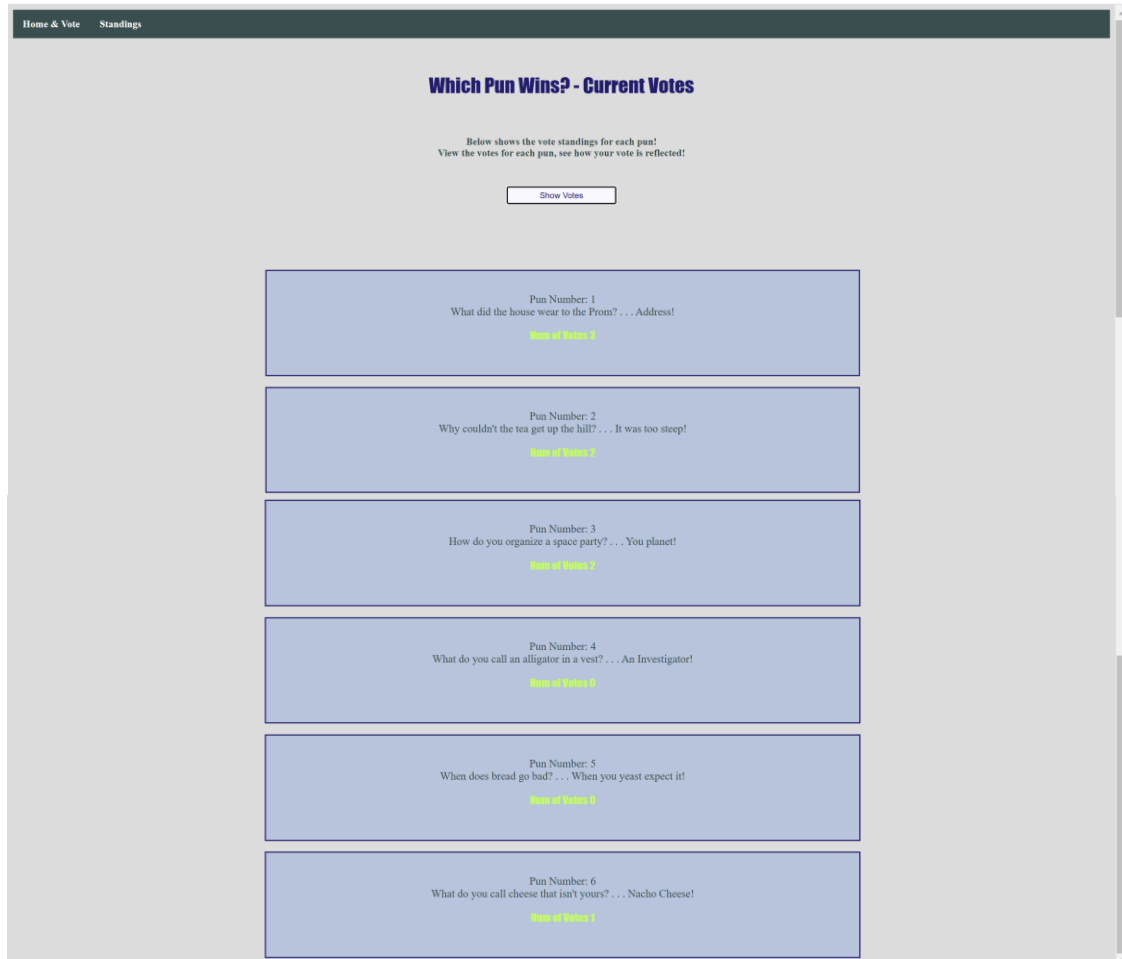 Home & Vote Standings
Which Pun Wins? - Current Votes
Below shows the vote standings for each pun!
View the votes for each pun, see how your vote is reflected!
Show Votes
Pun Number: 1
What did the house wear to the Prom? . . . Address!
Num of Votes 3
Pun Number: 2
Why couldn't the tea get up the hill? . . . It was too steep!
Num of Votes 2
Pun Number: 3
How do you organize a space party? . . . You planet!
Num of Votes 2
Pun Number: 4
What do you call an alligator in a vest? . . . An Investigator!
Num of Votes 0
Pun Number: 5
When does bread go bad? . . . When you yeast expect it!
Num of Votes 0
Pun Number: 6
What do you call cheese that isn't yours? . . . Nacho Cheese!
Num of Votes 1